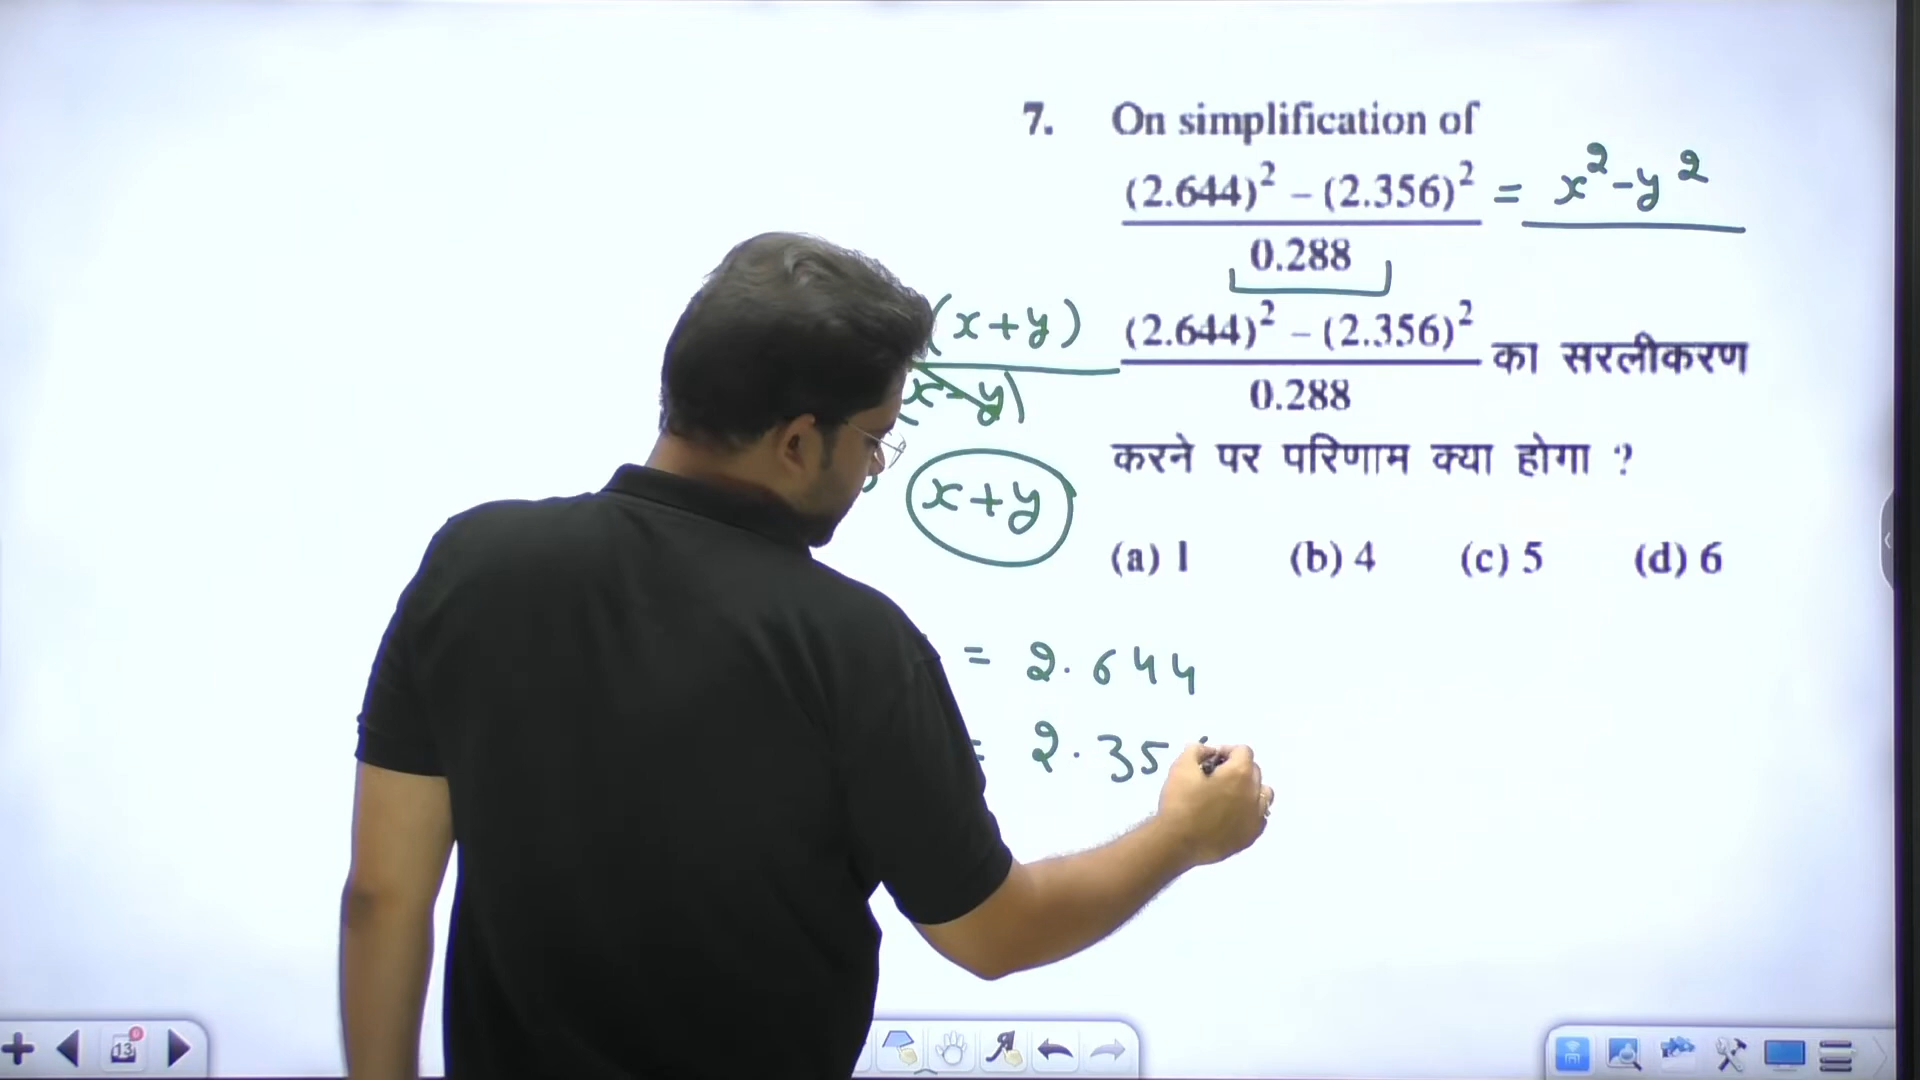 7. On simplification of
(2.644)² – (2.356)² / 0.288 = x² – y²
(x+y)
(x-y)
(2.644)² – (2.356)² / 0.288 का सरलीकरण
करने पर परिणाम क्या होगा ?
x+y
(a) 1 (b) 4 (c) 5 (d) 6
= 2.644
= 2.35
13